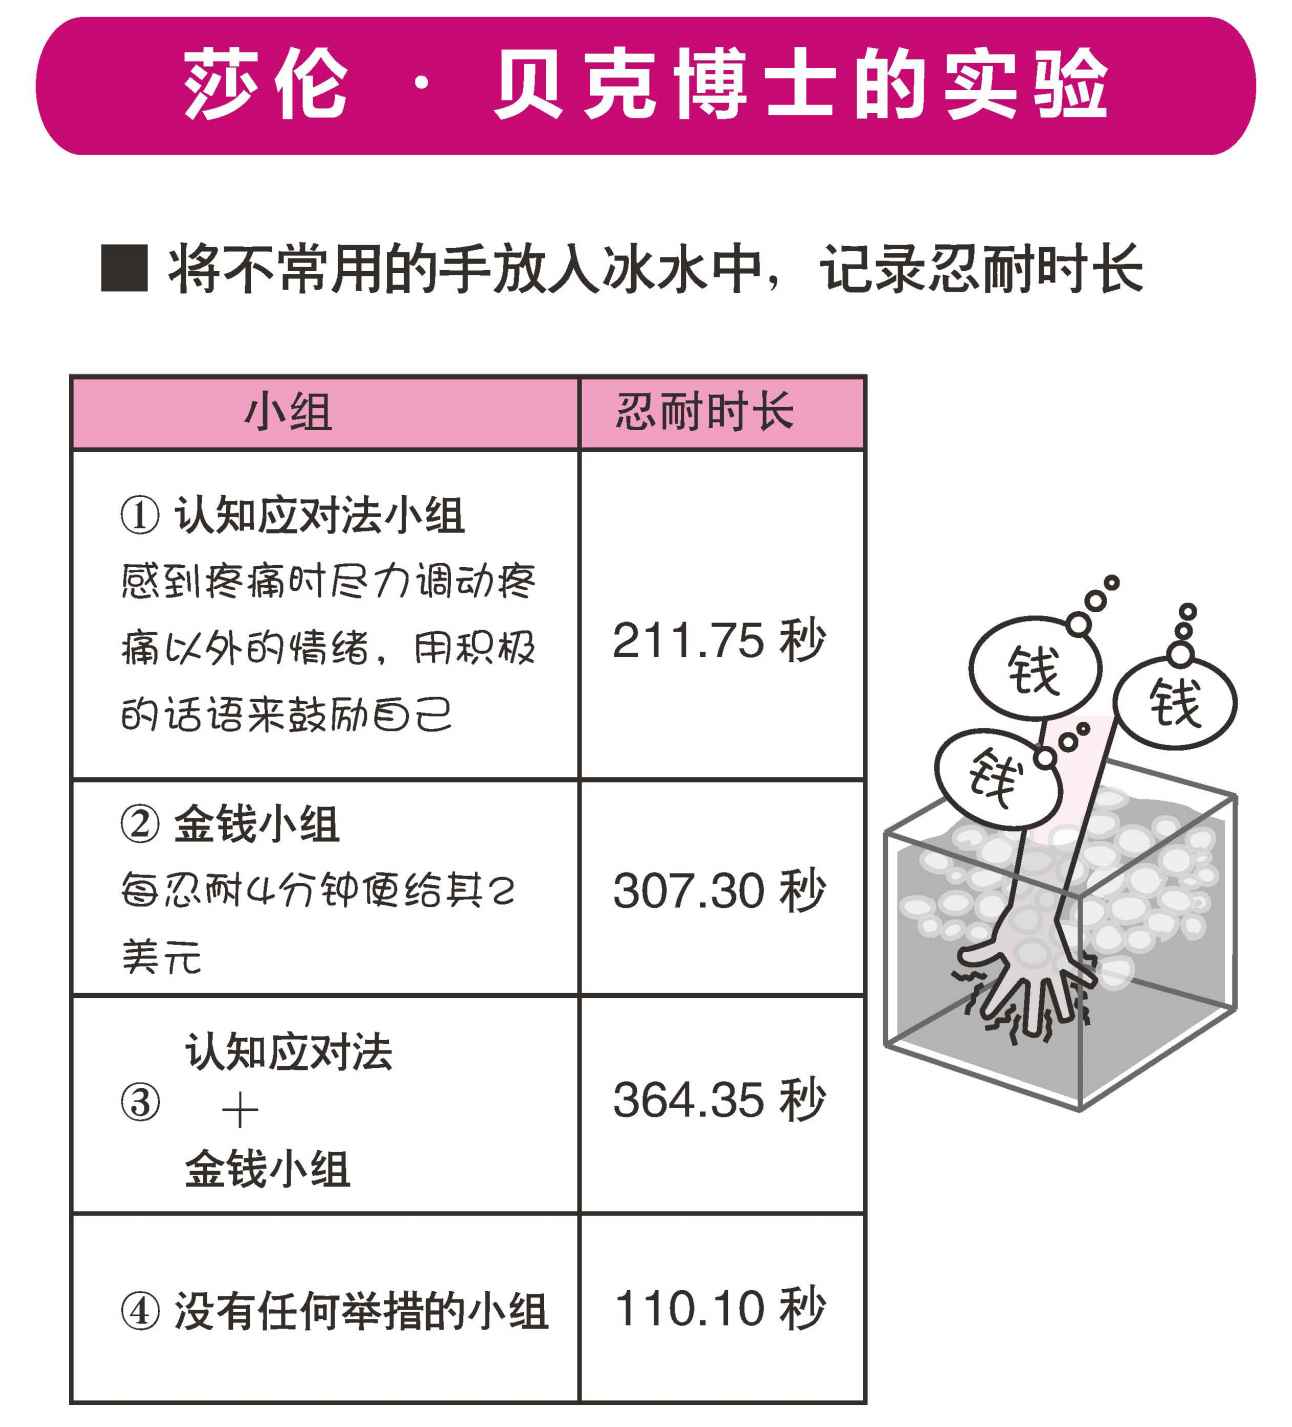 莎伦·贝克博士的实验
■ 将不常用的手放入冰水中，记录忍耐时长
小组
忍耐时长
① 认知应对法小组
感到疼痛时尽力调动疼
痛以外的情绪，用积极
的话语来鼓励自己
211.75 秒
② 金钱小组
每忍耐4分钟便给其2
美元
307.30 秒
③
认知应对法
＋
金钱小组
364.35 秒
④ 没有任何举措的小组
110.10 秒
钱
钱
钱